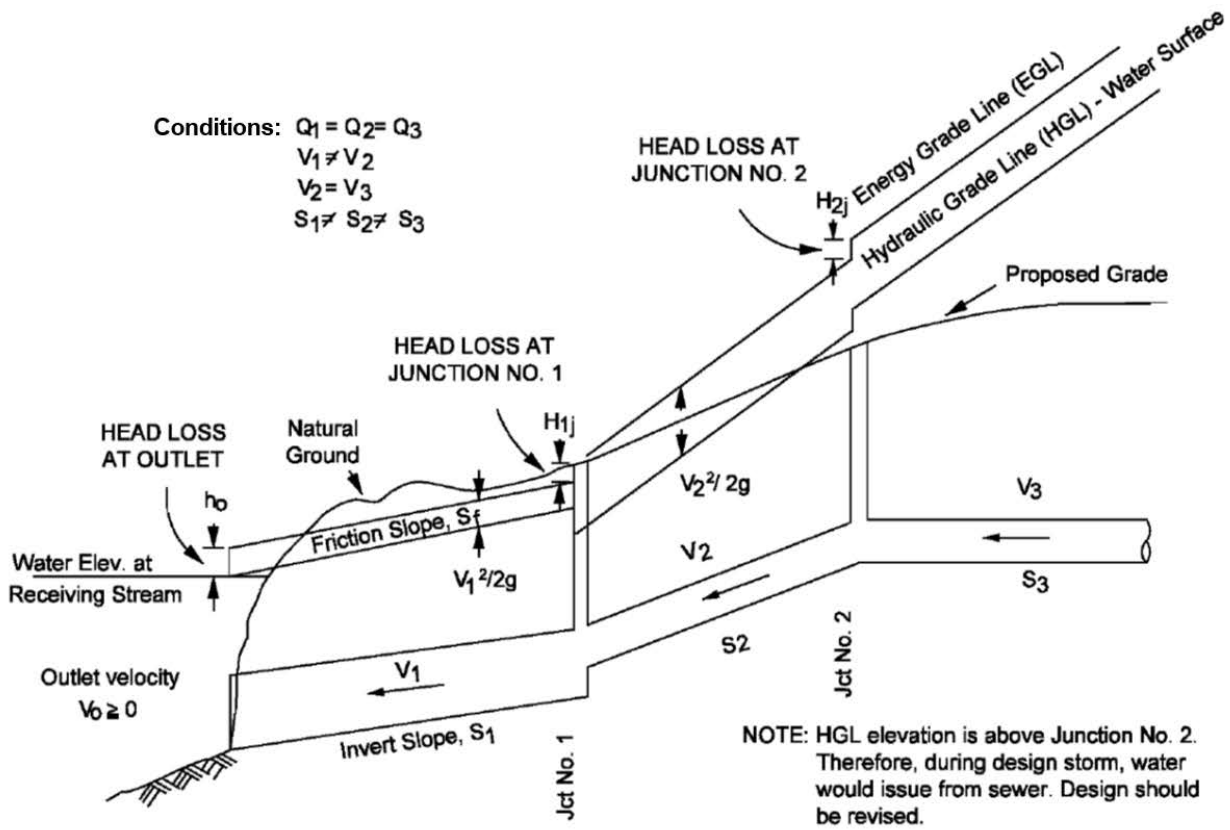 Conditions: Q1 = Q2= Q3
V1 ≠ V2
V2 = V3
S1≠ S2≠ S3
HEAD LOSS AT
JUNCTION NO. 2
H2j
Energy Grade Line (EGL)
Hydraulic Grade Line (HGL) - Water Surface
Proposed Grade
HEAD LOSS AT
JUNCTION NO. 1
H1j
HEAD LOSS
AT OUTLET
Natural
Ground
ho
Friction Slope, Sf
V2²/ 2g
V3
Water Elev. at
Receiving Stream
V1²/2g
V2
S3
S2
Outlet velocity
Vo ≧ 0
V1
Invert Slope, S1
Jct No. 1
Jct No. 2
NOTE: HGL elevation is above Junction No. 2.
Therefore, during design storm, water
would issue from sewer. Design should
be revised.